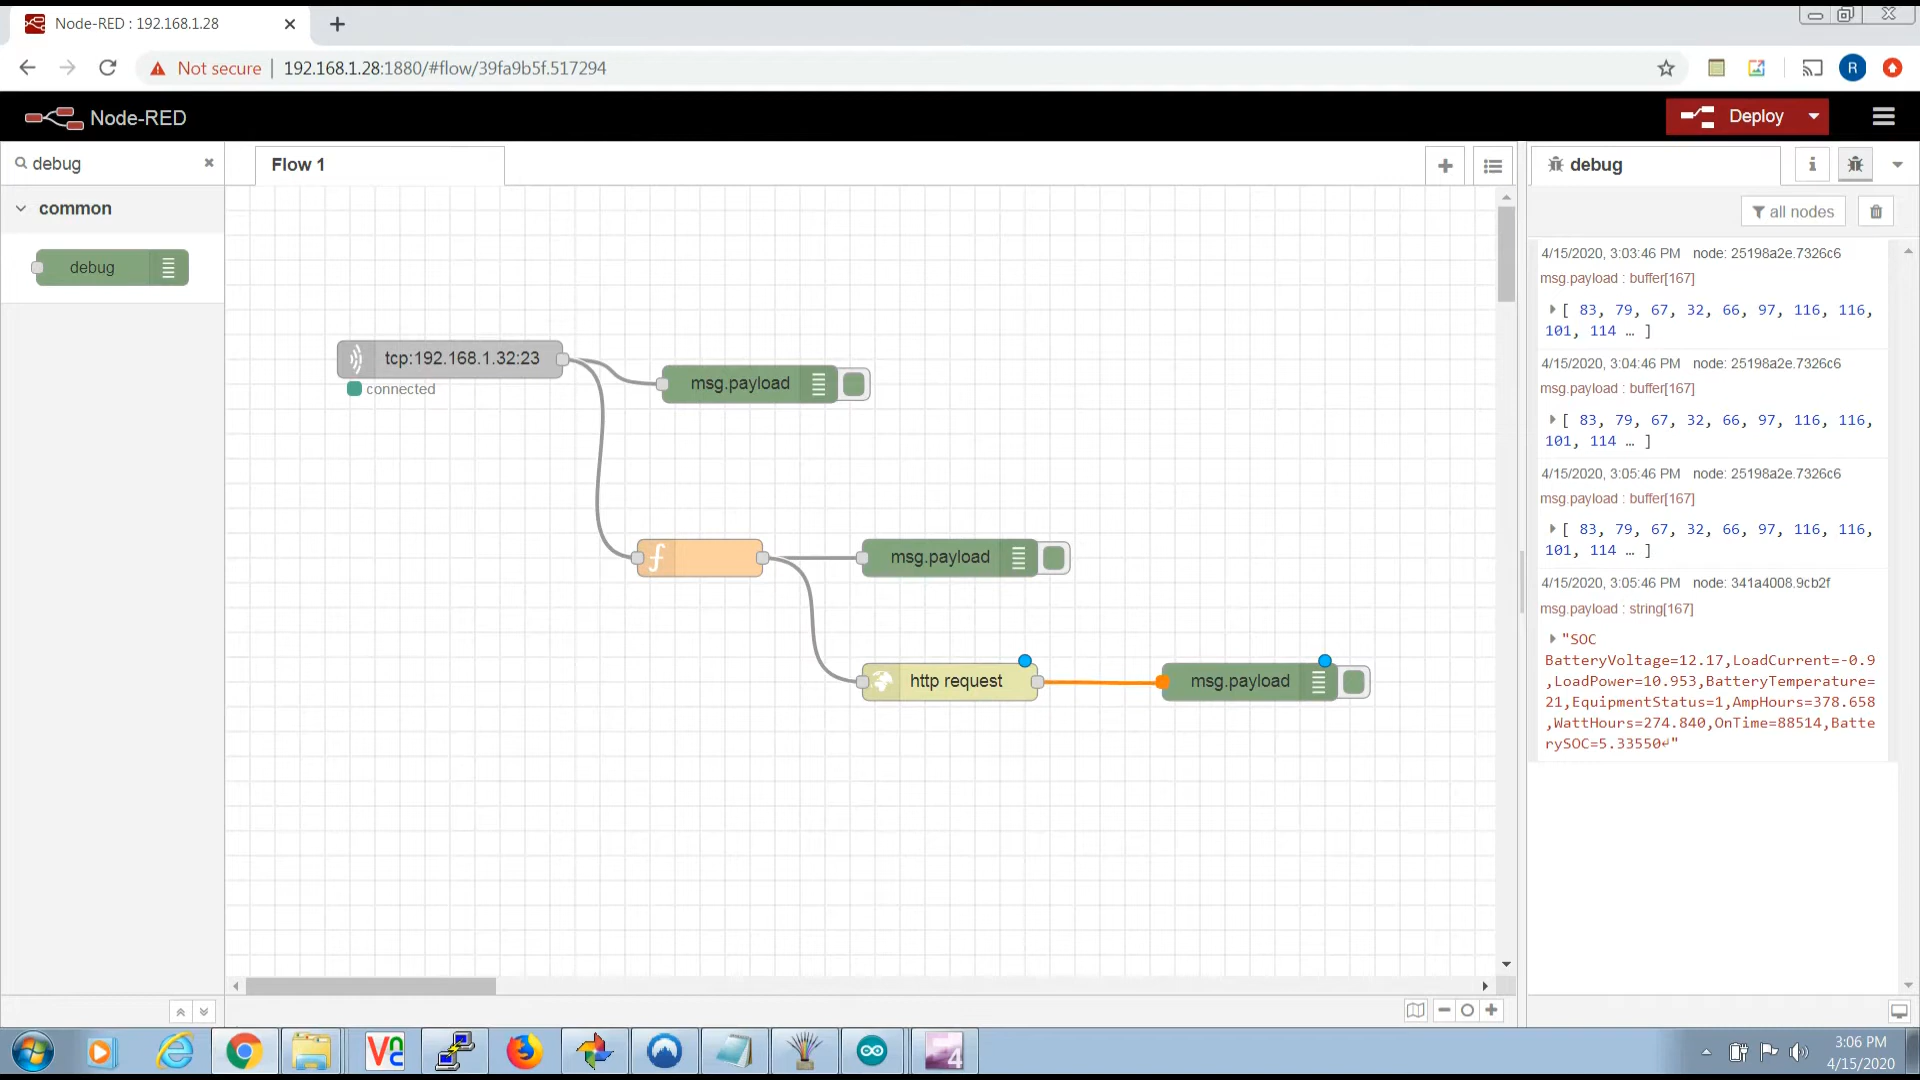 Node-RED : 192.168.1.28
Not secure | 192.168.1.28:1880/#flow/39fa9b5f.517294
R
Node-RED
Deploy
debug
Flow 1
debug
all nodes
common
debug
tcp:192.168.1.32:23
connected
msg.payload
msg.payload
http request
msg.payload
4/15/2020, 3:03:46 PM node: 25198a2e.7326c6
msg.payload : buffer[167]
[ 83, 79, 67, 32, 66, 97, 116, 116,
101, 114 … ]
4/15/2020, 3:04:46 PM node: 25198a2e.7326c6
msg.payload : buffer[167]
[ 83, 79, 67, 32, 66, 97, 116, 116,
101, 114 … ]
4/15/2020, 3:05:46 PM node: 25198a2e.7326c6
msg.payload : buffer[167]
[ 83, 79, 67, 32, 66, 97, 116, 116,
101, 114 … ]
4/15/2020, 3:05:46 PM node: 341a4008.9cb2f
msg.payload : string[167]
"SOC
BatteryVoltage=12.17,LoadCurrent=-0.9
,LoadPower=10.953,BatteryTemperature=
21,EquipmentStatus=1,AmpHours=378.658
,WattHours=274.840,OnTime=88514,Batte
rySOC=5.33550↵"
VNC
4
3:06 PM
4/15/2020